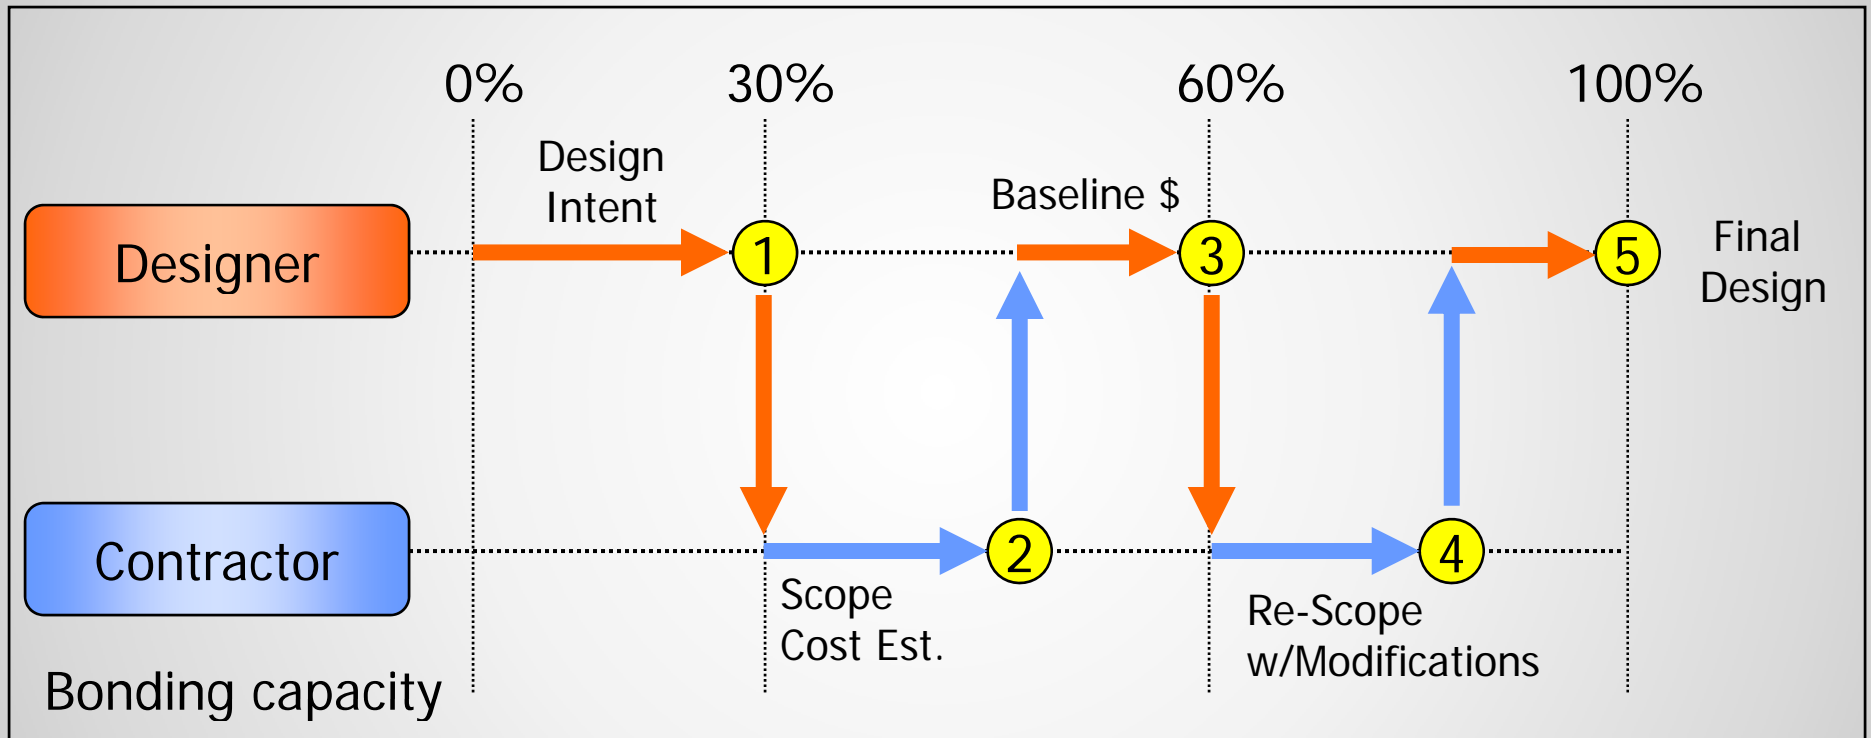 0%
30%
60%
100%
Design
Intent
Baseline $
Designer
1
3
5
Final
Design
Contractor
2
4
Scope
Cost Est.
Re-Scope
w/Modifications
Bonding capacity